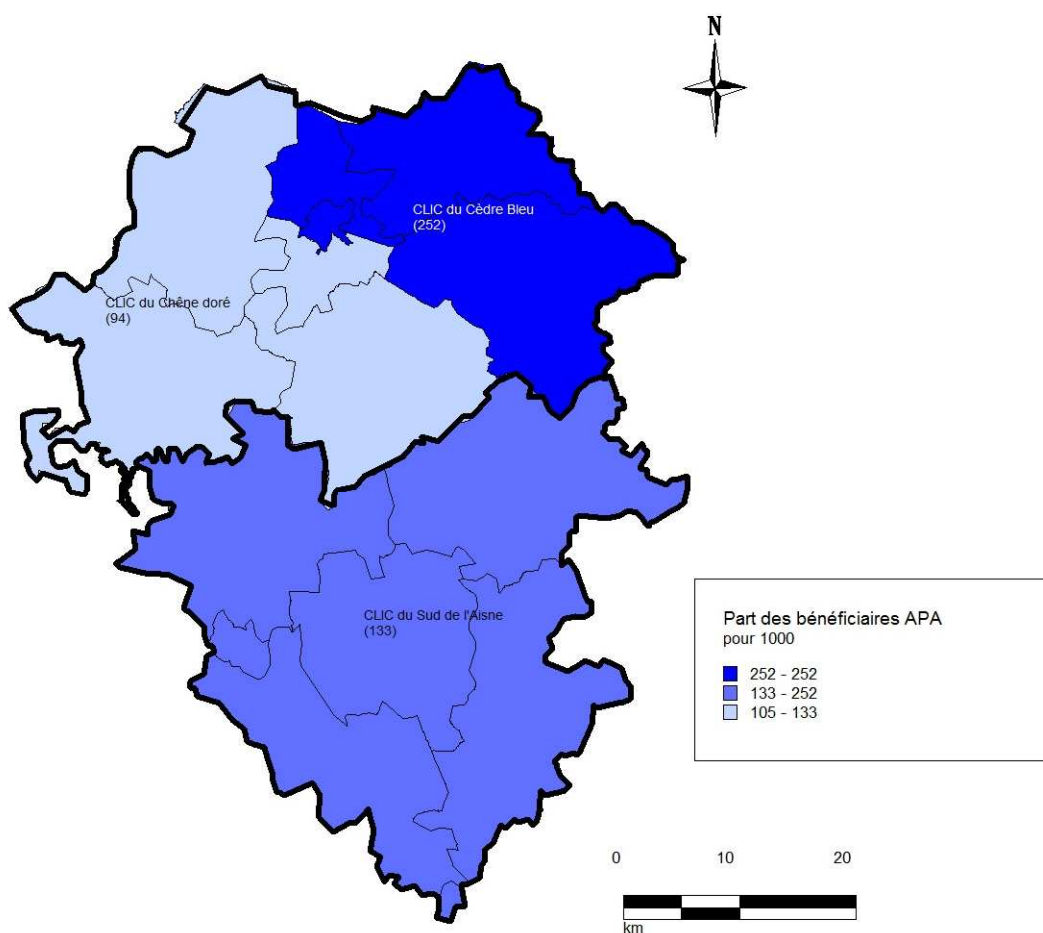 N
CLIC du Cèdre Bleu
(252)
CLIC du Chêne doré
(94)
CLIC du Sud de l'Aisne
(133)
Part des bénéficiaires APA
pour 1000
252 - 252
133 - 252
105 - 133
0 10 20
km